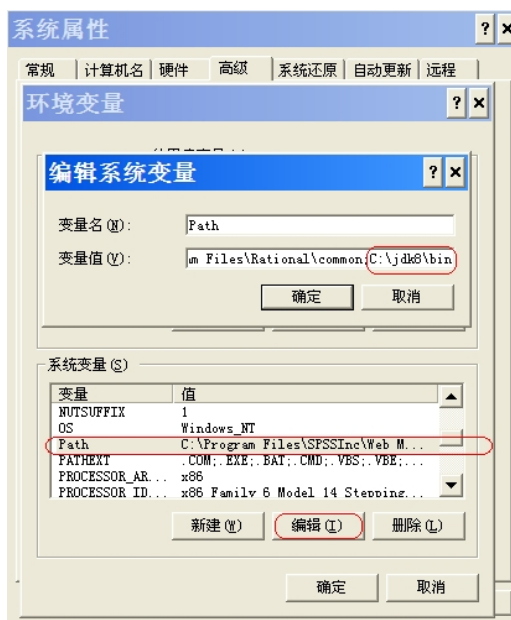 系统属性
常规 计算机名 硬件 高级 系统还原 自动更新 远程
环境变量
编辑系统变量
变量名(N): Path
变量值(V): m Files\Rational\common;C:\jdk8\bin
确定 取消
系统变量(S)
变量 值
NUTSUFFIX 1
OS Windows_NT
Path C:\Program Files\SPSSInc\Web M...
PATHEXT .COM;.EXE;.BAT;.CMD;.VBS;.VBE;...
PROCESSOR_AR... x86
PROCESSOR_ID... x86 Family 6 Model 14 Stepping...
新建(W) 编辑(I) 删除(L)
确定 取消